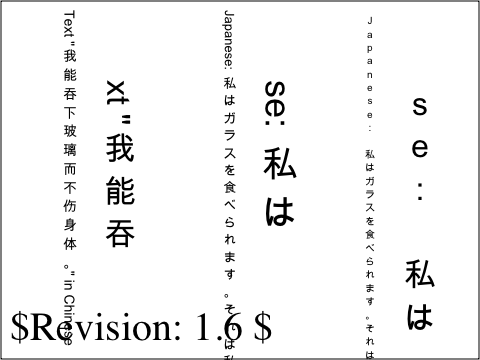 Text "我能吞下玻璃而不伤身体。" in Chinese
xt "我能吞
Japanese: 私はガラスを食べられます。それは私
se: 私は
Japanese: 私はガラスを食べられます。それは
se: 私は
$Revision: 1.6 $